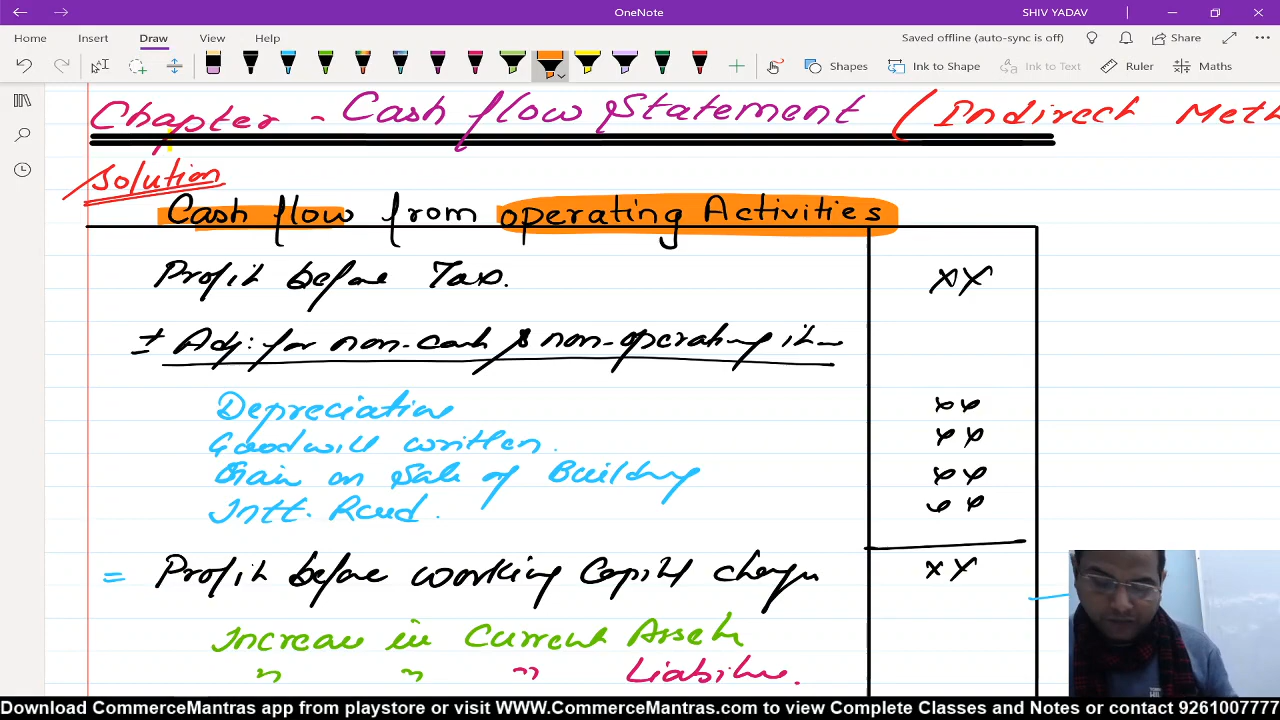 OneNote
SHIV YADAV
Home Insert Draw View Help
Saved offline (auto-sync is off)
Share
Shapes
Ink to Shape
Ink to Text
Ruler
Maths
Chapter - Cash flow Statement (Indirect Meth
Solution
Cash flow from operating Activities
Profit before Tax. xx
± Adj: for non-cash & non-operating
Depreciation xx
Goodwill written. xx
Gain on Sale of Building xx
Intt. Recd. xx
= Profit before working Capital changes xx
Increase in Current Assets
" " " Liabilities.
Download CommerceMantras app from playstore or visit WWW.CommerceMantras.com to view Complete Classes and Notes or contact 9261007777